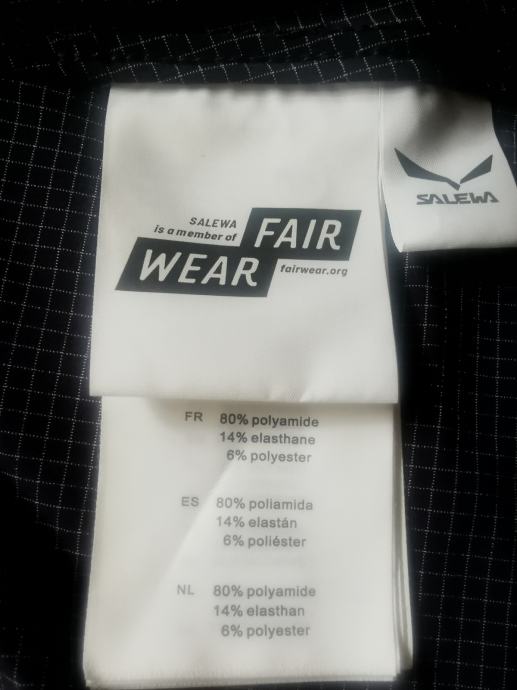 SALEWA
is a member of
FAIR
WEAR
fairwear.org
SALEWA
FR 80% polyamide
14% elasthane
6% polyester
ES 80% poliamida
14% elastán
6% poliéster
NL 80% polyamide
14% elasthan
6% polyester